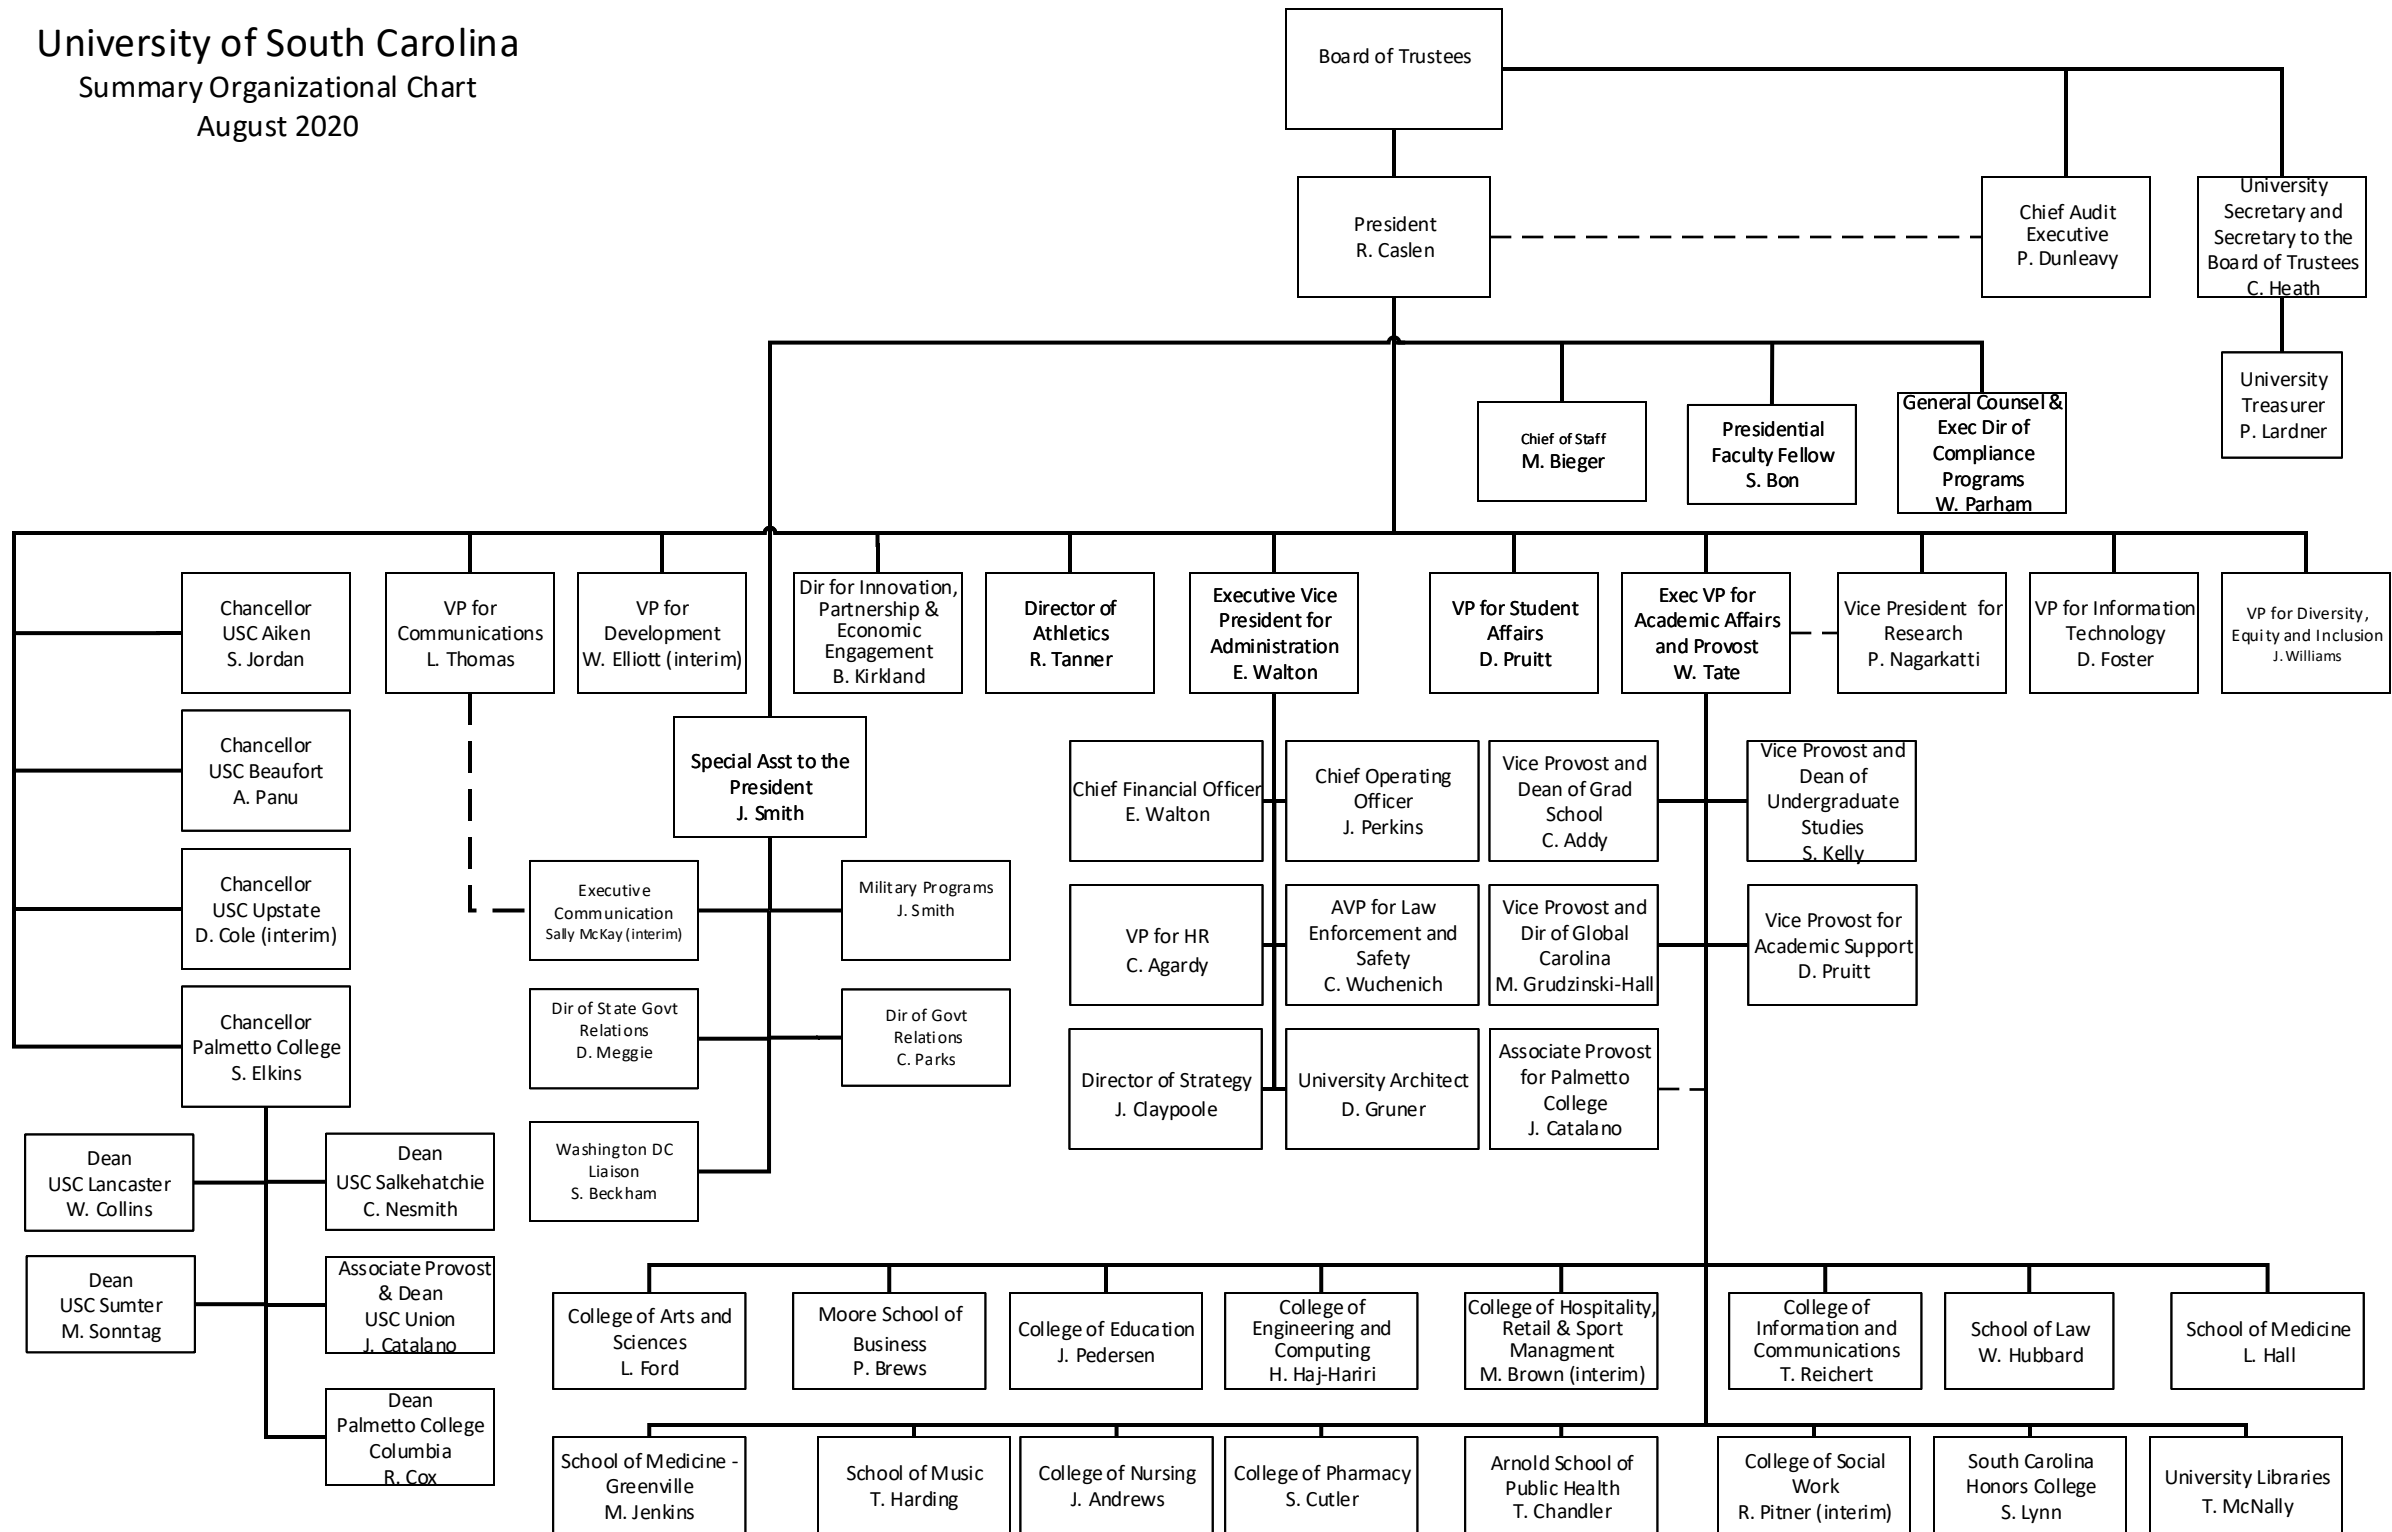 University of South Carolina
Summary Organizational Chart
August 2020
Board of Trustees
President
R. Caslen
Chief Audit
Executive
P. Dunleavy
University
Secretary and
Secretary to the
Board of Trustees
C. Heath
University
Treasurer
P. Lardner
Chief of Staff
M. Bieger
Presidential
Faculty Fellow
S. Bon
General Counsel &
Exec Dir of
Compliance
Programs
W. Parham
Chancellor
USC Aiken
S. Jordan
VP for
Communications
L. Thomas
VP for
Development
W. Elliott (interim)
Dir for Innovation,
Partnership &
Economic
Engagement
B. Kirkland
Director of
Athletics
R. Tanner
Executive Vice
President for
Administration
E. Walton
VP for Student
Affairs
D. Pruitt
Exec VP for
Academic Affairs
and Provost
W. Tate
Vice President for
Research
P. Nagarkatti
VP for Information
Technology
D. Foster
VP for Diversity,
Equity and Inclusion
J. Williams
Chancellor
USC Beaufort
A. Panu
Special Asst to the
President
J. Smith
Chief Financial Officer
E. Walton
Chief Operating
Officer
J. Perkins
Vice Provost and
Dean of Grad
School
C. Addy
Vice Provost and
Dean of
Undergraduate
Studies
S. Kelly
Chancellor
USC Upstate
D. Cole (interim)
Executive
Communication
Sally McKay (interim)
Military Programs
J. Smith
VP for HR
C. Agardy
AVP for Law
Enforcement and
Safety
C. Wuchenich
Vice Provost and
Dir of Global
Carolina
M. Grudzinski-Hall
Vice Provost for
Academic Support
D. Pruitt
Chancellor
Palmetto College
S. Elkins
Dir of State Govt
Relations
D. Meggie
Dir of Govt
Relations
C. Parks
Director of Strategy
J. Claypoole
University Architect
D. Gruner
Associate Provost
for Palmetto
College
J. Catalano
Dean
USC Lancaster
W. Collins
Dean
USC Salkehatchie
C. Nesmith
Washington DC
Liaison
S. Beckham
Dean
USC Sumter
M. Sonntag
Associate Provost
& Dean
USC Union
J. Catalano
Dean
Palmetto College
Columbia
R. Cox
College of Arts and
Sciences
L. Ford
Moore School of
Business
P. Brews
College of Education
J. Pedersen
College of
Engineering and
Computing
H. Haj-Hariri
College of Hospitality,
Retail & Sport
Managment
M. Brown (interim)
College of
Information and
Communications
T. Reichert
School of Law
W. Hubbard
School of Medicine
L. Hall
School of Medicine -
Greenville
M. Jenkins
School of Music
T. Harding
College of Nursing
J. Andrews
College of Pharmacy
S. Cutler
Arnold School of
Public Health
T. Chandler
College of Social
Work
R. Pitner (interim)
South Carolina
Honors College
S. Lynn
University Libraries
T. McNally